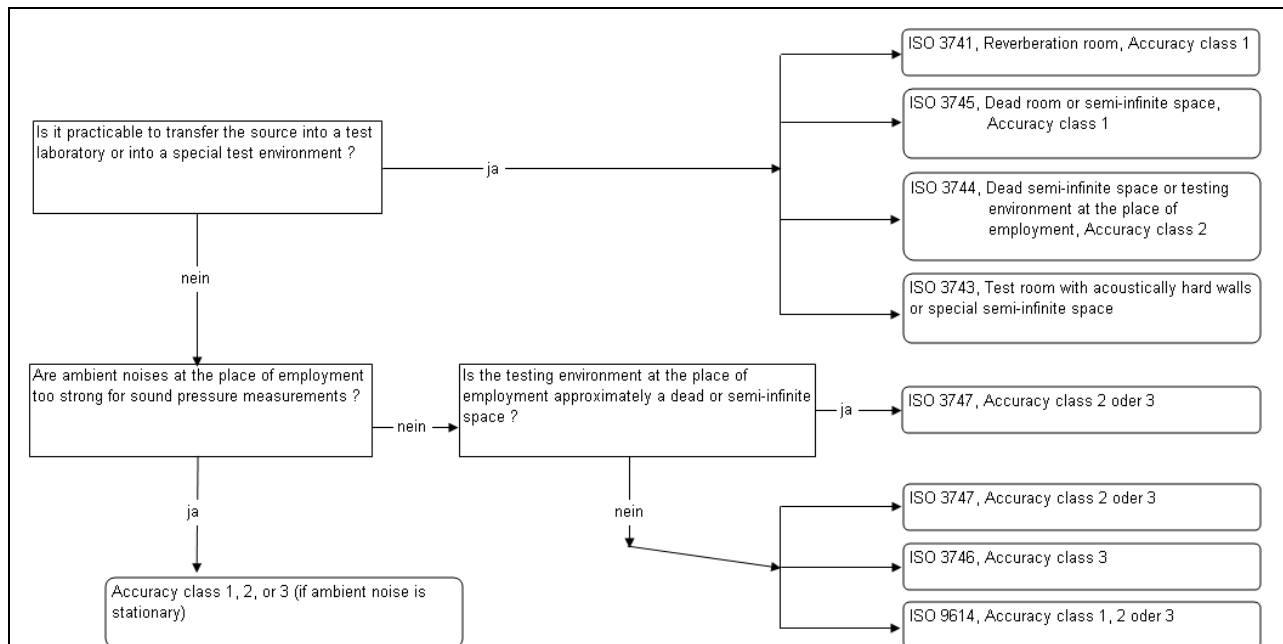 ISO 3741, Reverberation room, Accuracy class 1
ISO 3745, Dead room or semi-infinite space,
Accuracy class 1
Is it practicable to transfer the source into a test
laboratory or into a special test environment ?
ja
ISO 3744, Dead semi-infinite space or testing
environment at the place of
employment, Accuracy class 2
nein
ISO 3743, Test room with acoustically hard walls
or special semi-infinite space
Are ambient noises at the place of employment
too strong for sound pressure measurements ?
nein
Is the testing environment at the place of
employment approximately a dead or semi-infinite
space ?
ja
ISO 3747, Accuracy class 2 oder 3
ja
nein
ISO 3747, Accuracy class 2 oder 3
ISO 3746, Accuracy class 3
ISO 9614, Accuracy class 1, 2 oder 3
Accuracy class 1, 2, or 3 (if ambient noise is
stationary)